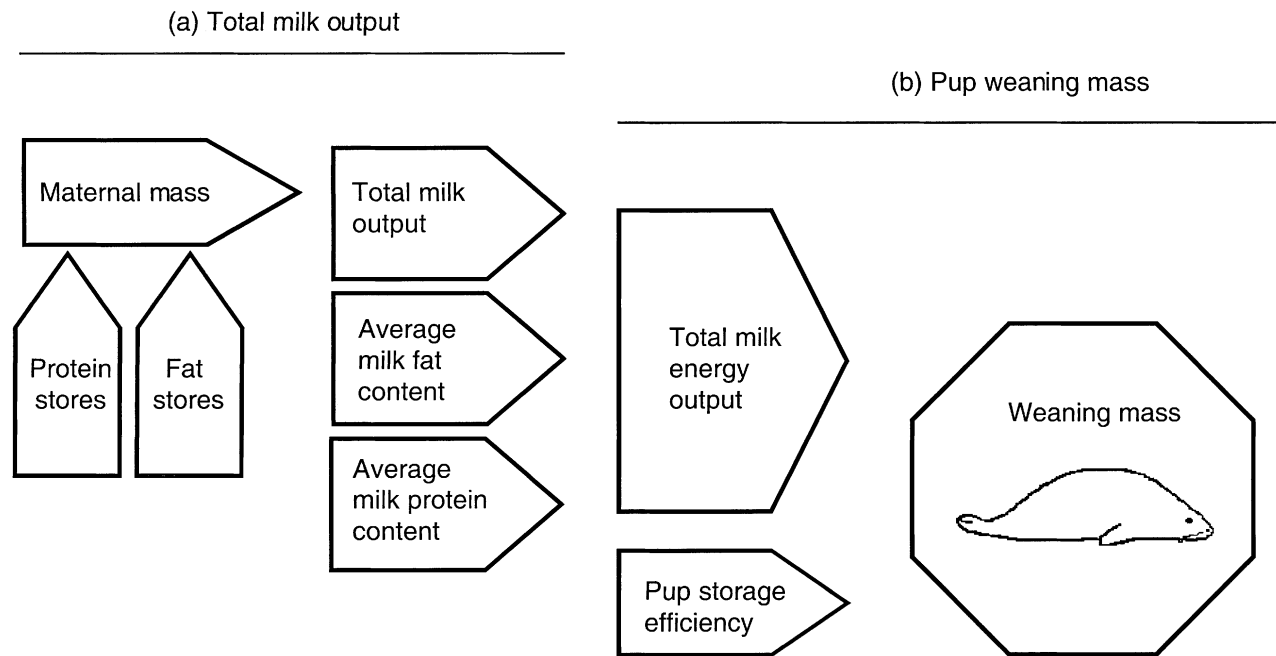 (a) Total milk output
(b) Pup weaning mass
Maternal mass
Protein
stores
Fat
stores
Total milk
output
Average
milk fat
content
Average
milk protein
content
Total milk
energy
output
Pup storage
efficiency
Weaning mass